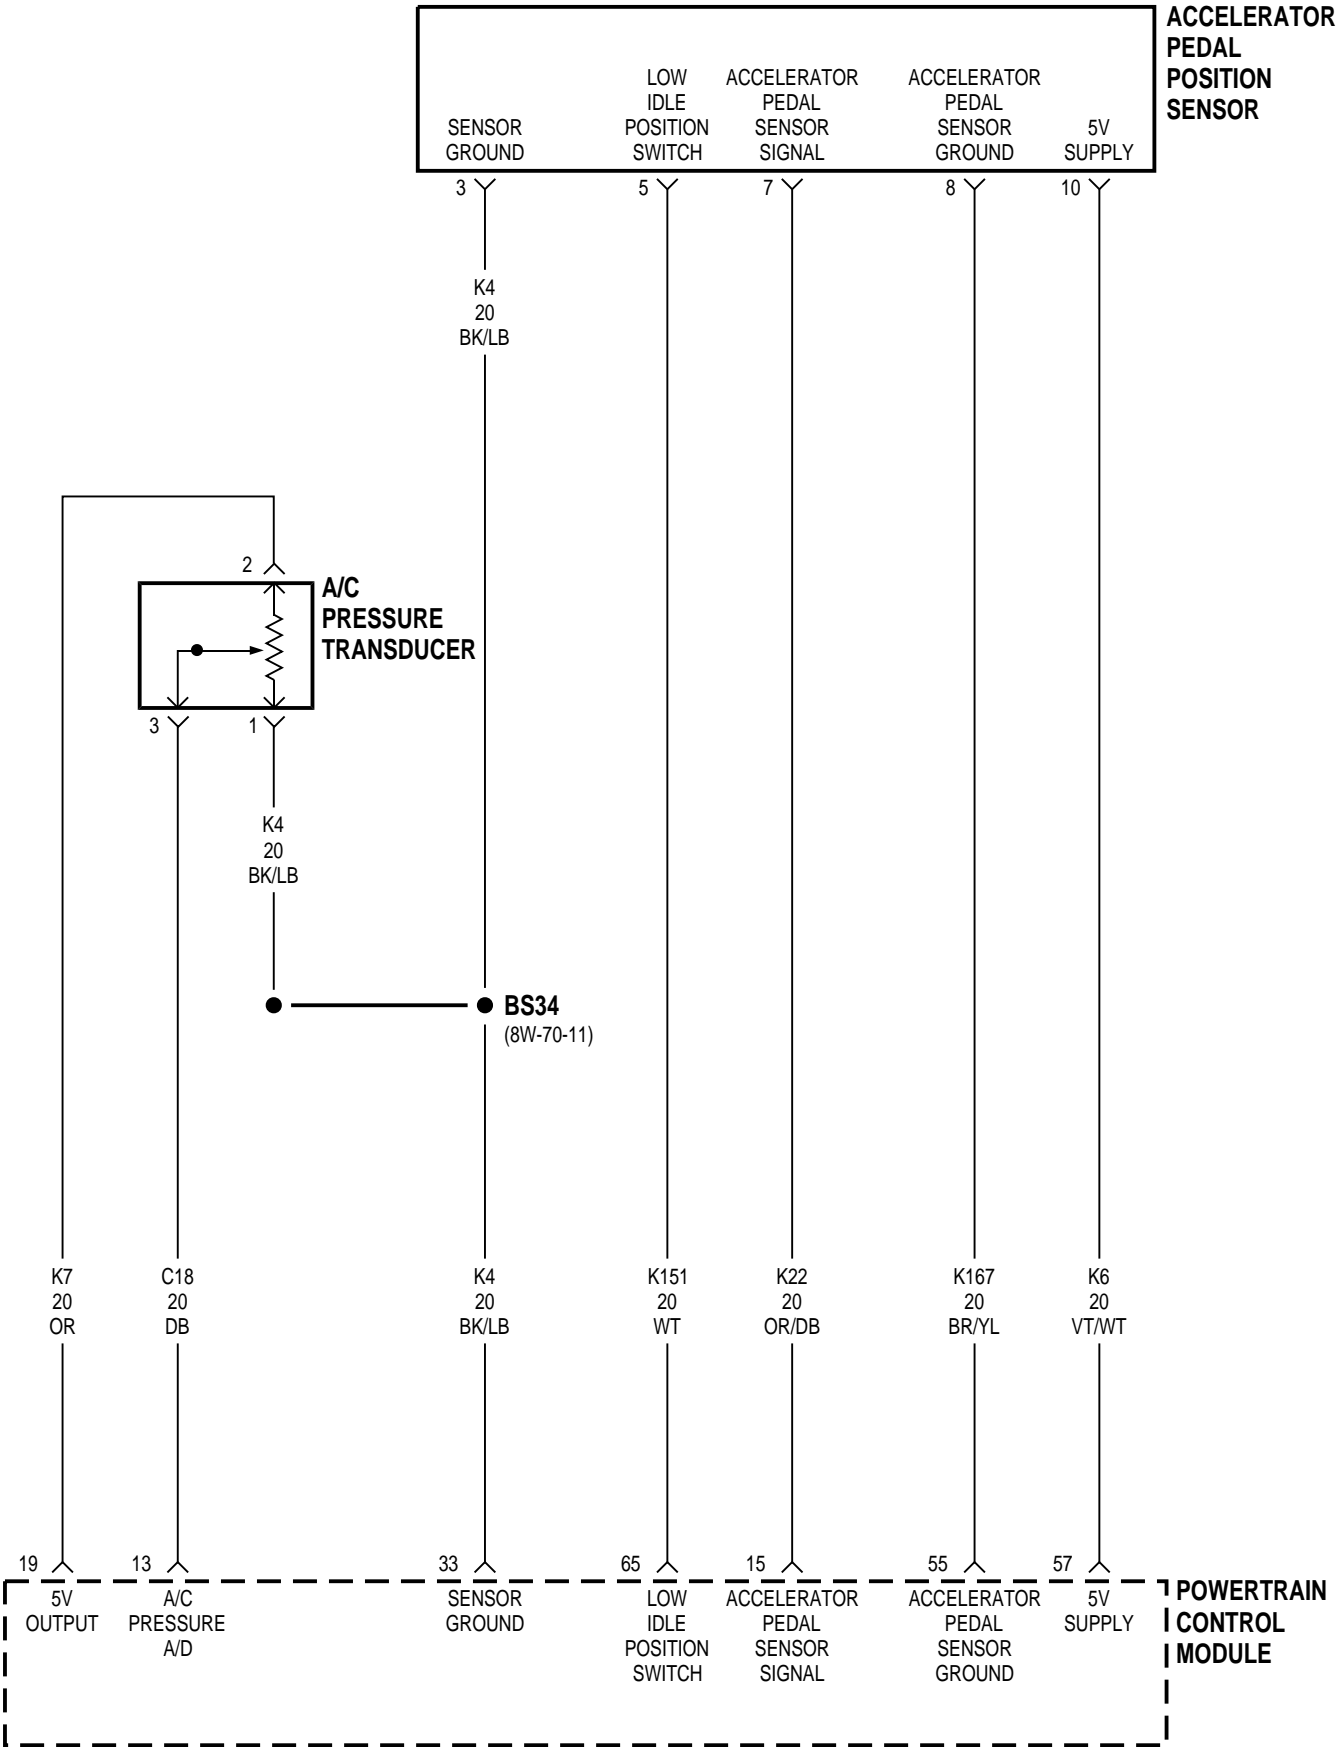 ACCELERATOR
PEDAL
POSITION
SENSOR
SENSOR
GROUND
LOW
IDLE
POSITION
SWITCH
ACCELERATOR
PEDAL
SENSOR
SIGNAL
ACCELERATOR
PEDAL
SENSOR
GROUND
5V
SUPPLY
3
5
7
8
10
K4
20
BK/LB
2
A/C
PRESSURE
TRANSDUCER
3
1
K4
20
BK/LB
BS34
(8W-70-11)
K7
20
OR
C18
20
DB
K4
20
BK/LB
K151
20
WT
K22
20
OR/DB
K167
20
BR/YL
K6
20
VT/WT
19
13
33
65
15
55
57
5V
OUTPUT
A/C
PRESSURE
A/D
SENSOR
GROUND
LOW
IDLE
POSITION
SWITCH
ACCELERATOR
PEDAL
SENSOR
SIGNAL
ACCELERATOR
PEDAL
SENSOR
GROUND
5V
SUPPLY
POWERTRAIN
CONTROL
MODULE